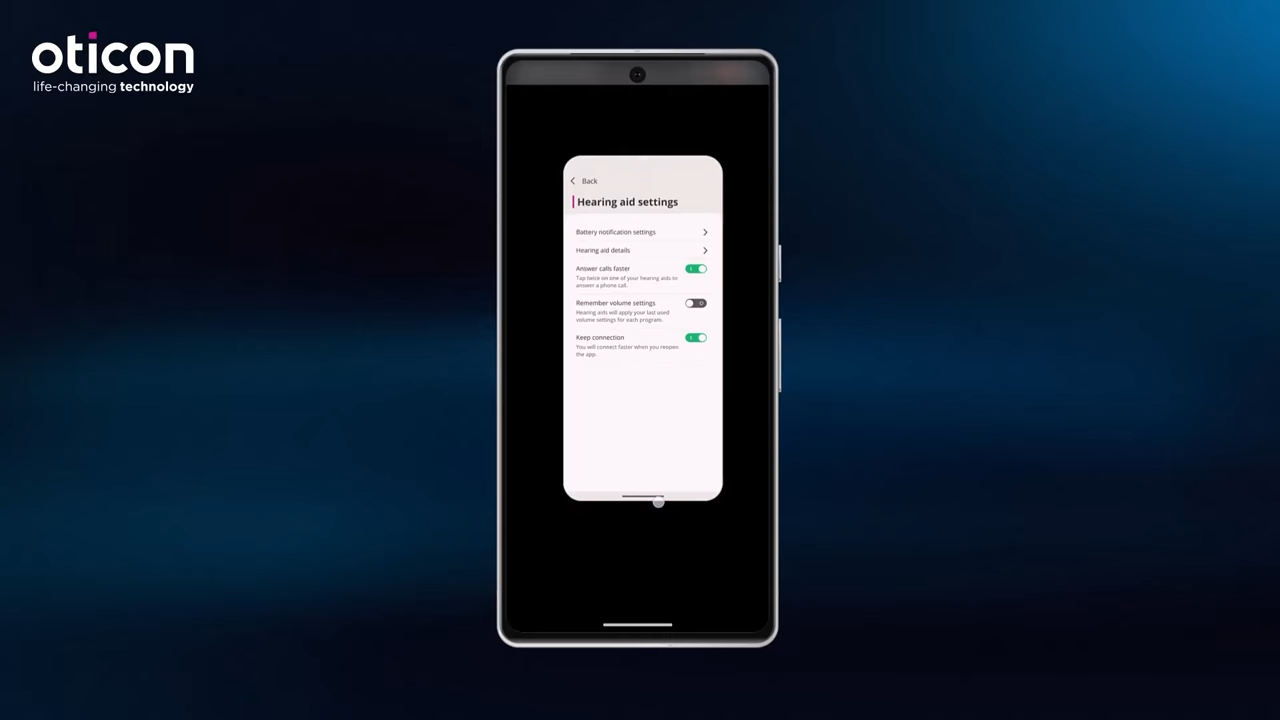 oticon
life-changing technology
Back
Hearing aid settings
Battery notification settings
Hearing aid details
Answer calls faster
Tap twice on one of your hearing aids to
answer a phone call.
Remember volume settings
Hearing aids will apply your last used
volume settings for each program.
Keep connection
You will connect faster when you reopen
the app.